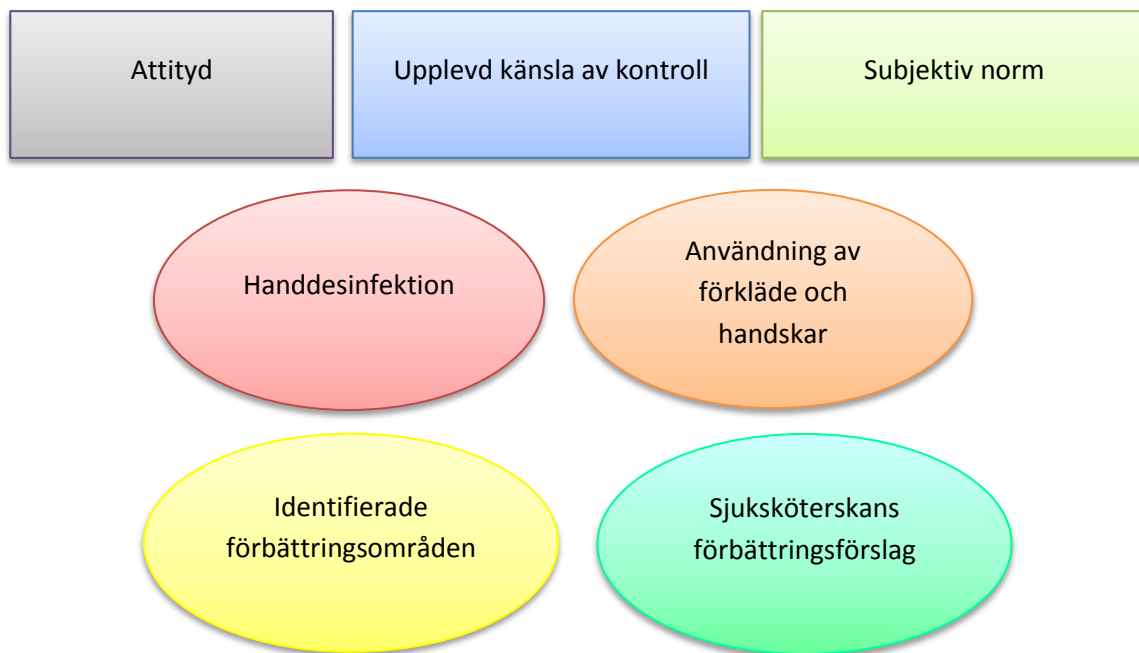 Attityd
Upplevd känsla av kontroll
Subjektiv norm
Handdesinfektion
Användning av
förkläde och
handskar
Identifierade
förbättringsområden
Sjuksköterskans
förbättringsförslag